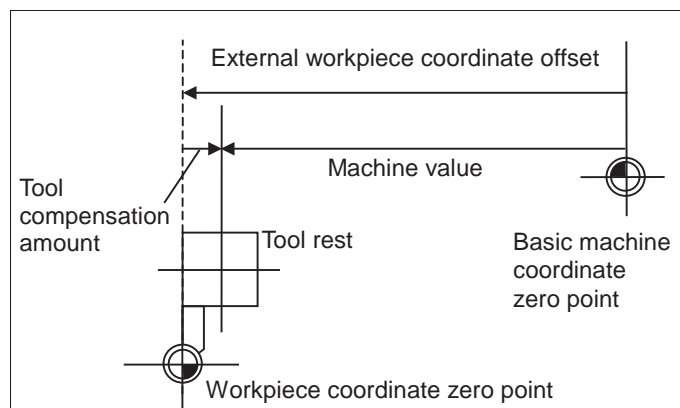 External workpiece coordinate offset
Machine value
Tool
compensation
amount
Tool rest
Basic machine
coordinate
zero point
Workpiece coordinate zero point